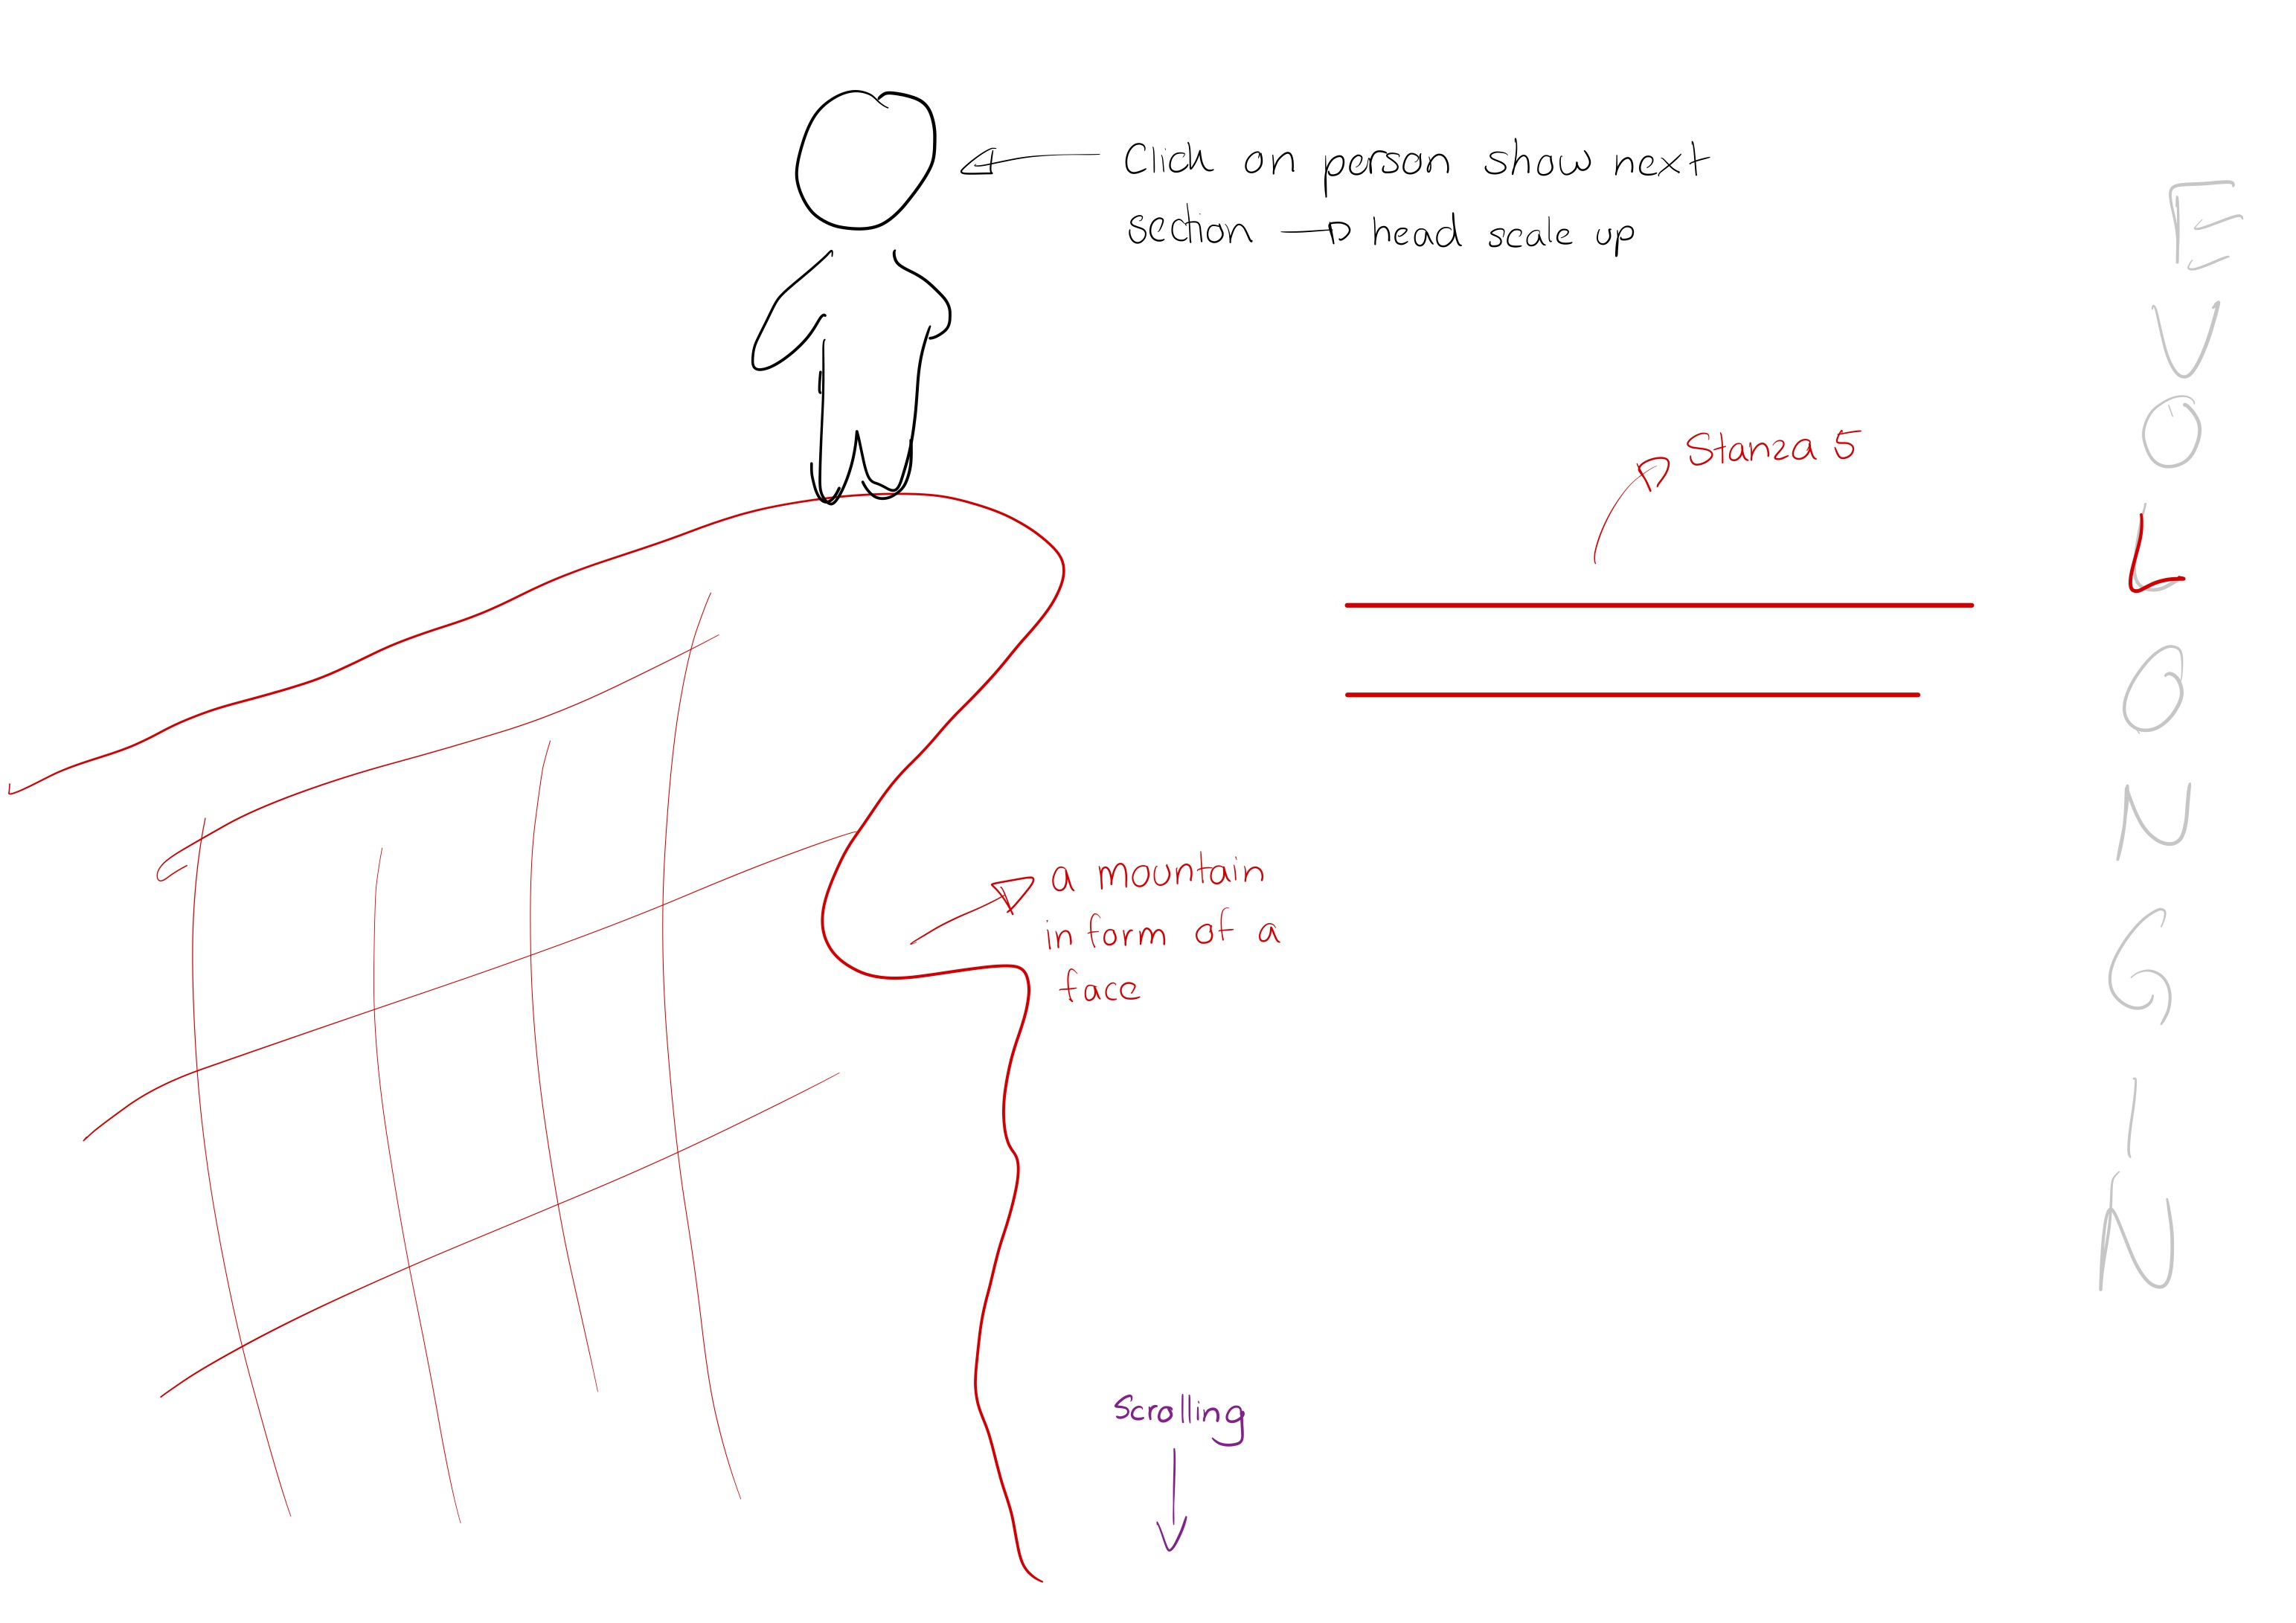 Click on person show next
section → head scale up
Stanza 5
a mountain
in form of a
face
Scrolling
E
V
O
L
O
N
G
I
N